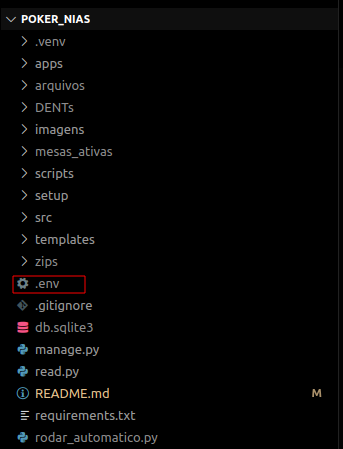 POKER_NIAS
.venv
apps
arquivos
DENTs
imagens
mesas_ativas
scripts
setup
src
templates
zips
.env
.gitignore
db.sqlite3
manage.py
read.py
README.md M
requirements.txt
rodar_automatico.py